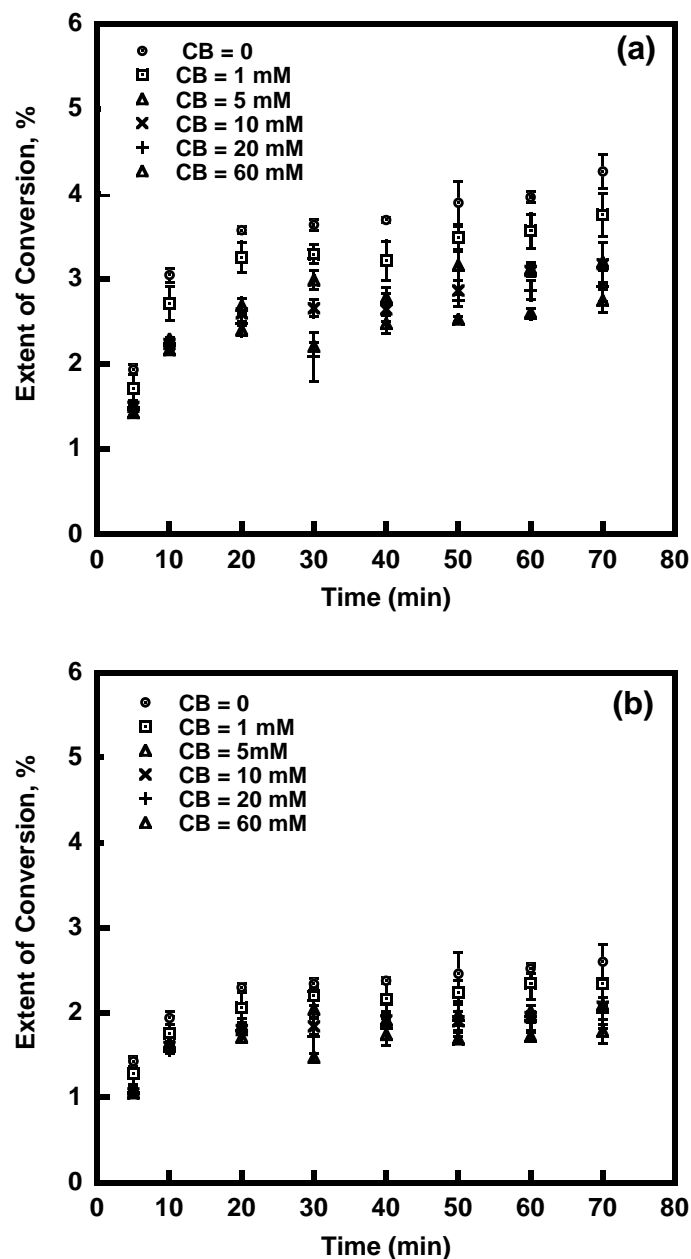 (a)
CB = 0
CB = 1 mM
CB = 5 mM
CB = 10 mM
CB = 20 mM
CB = 60 mM
6
5
4
3
2
1
0
Extent of Conversion, %
0 10 20 30 40 50 60 70 80
Time (min)
(b)
CB = 0
CB = 1 mM
CB = 5mM
CB = 10 mM
CB = 20 mM
CB = 60 mM
6
5
4
3
2
1
0
Extent of Conversion, %
0 10 20 30 40 50 60 70 80
Time (min)